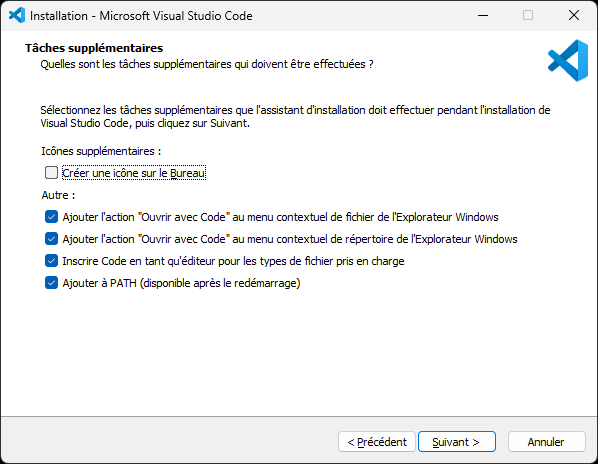 Installation - Microsoft Visual Studio Code
Tâches supplémentaires
Quelles sont les tâches supplémentaires qui doivent être effectuées ?
Sélectionnez les tâches supplémentaires que l'assistant d'installation doit effectuer pendant l'installation de
Visual Studio Code, puis cliquez sur Suivant.
Icônes supplémentaires :
Créer une icône sur le Bureau
Autre :
Ajouter l'action "Ouvrir avec Code" au menu contextuel de fichier de l'Explorateur Windows
Ajouter l'action "Ouvrir avec Code" au menu contextuel de répertoire de l'Explorateur Windows
Inscrire Code en tant qu'éditeur pour les types de fichier pris en charge
Ajouter à PATH (disponible après le redémarrage)
< Précédent
Suivant >
Annuler